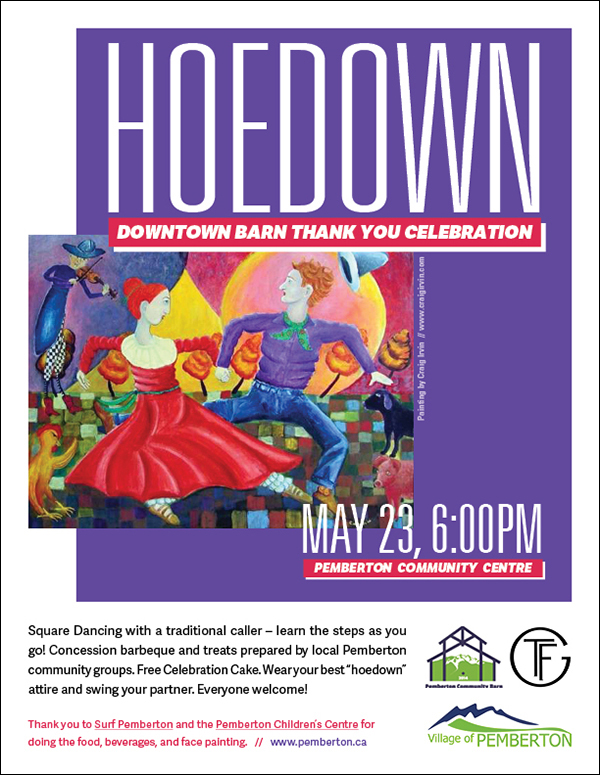 HOEDOWN
DOWNTOWN BARN THANK YOU CELEBRATION
Painting by Craig Irvin // www.craigirvin.com
MAY 23, 6:00PM
PEMBERTON COMMUNITY CENTRE
Square Dancing with a traditional caller – learn the steps as you
go! Concession barbeque and treats prepared by local Pemberton
community groups. Free Celebration Cake. Wear your best “hoedown”
attire and swing your partner. Everyone welcome!
Thank you to Surf Pemberton and the Pemberton Children's Centre for
doing the food, beverages, and face painting. // www.pemberton.ca
Pemberton Community Barn
GTF
Village of PEMBERTON